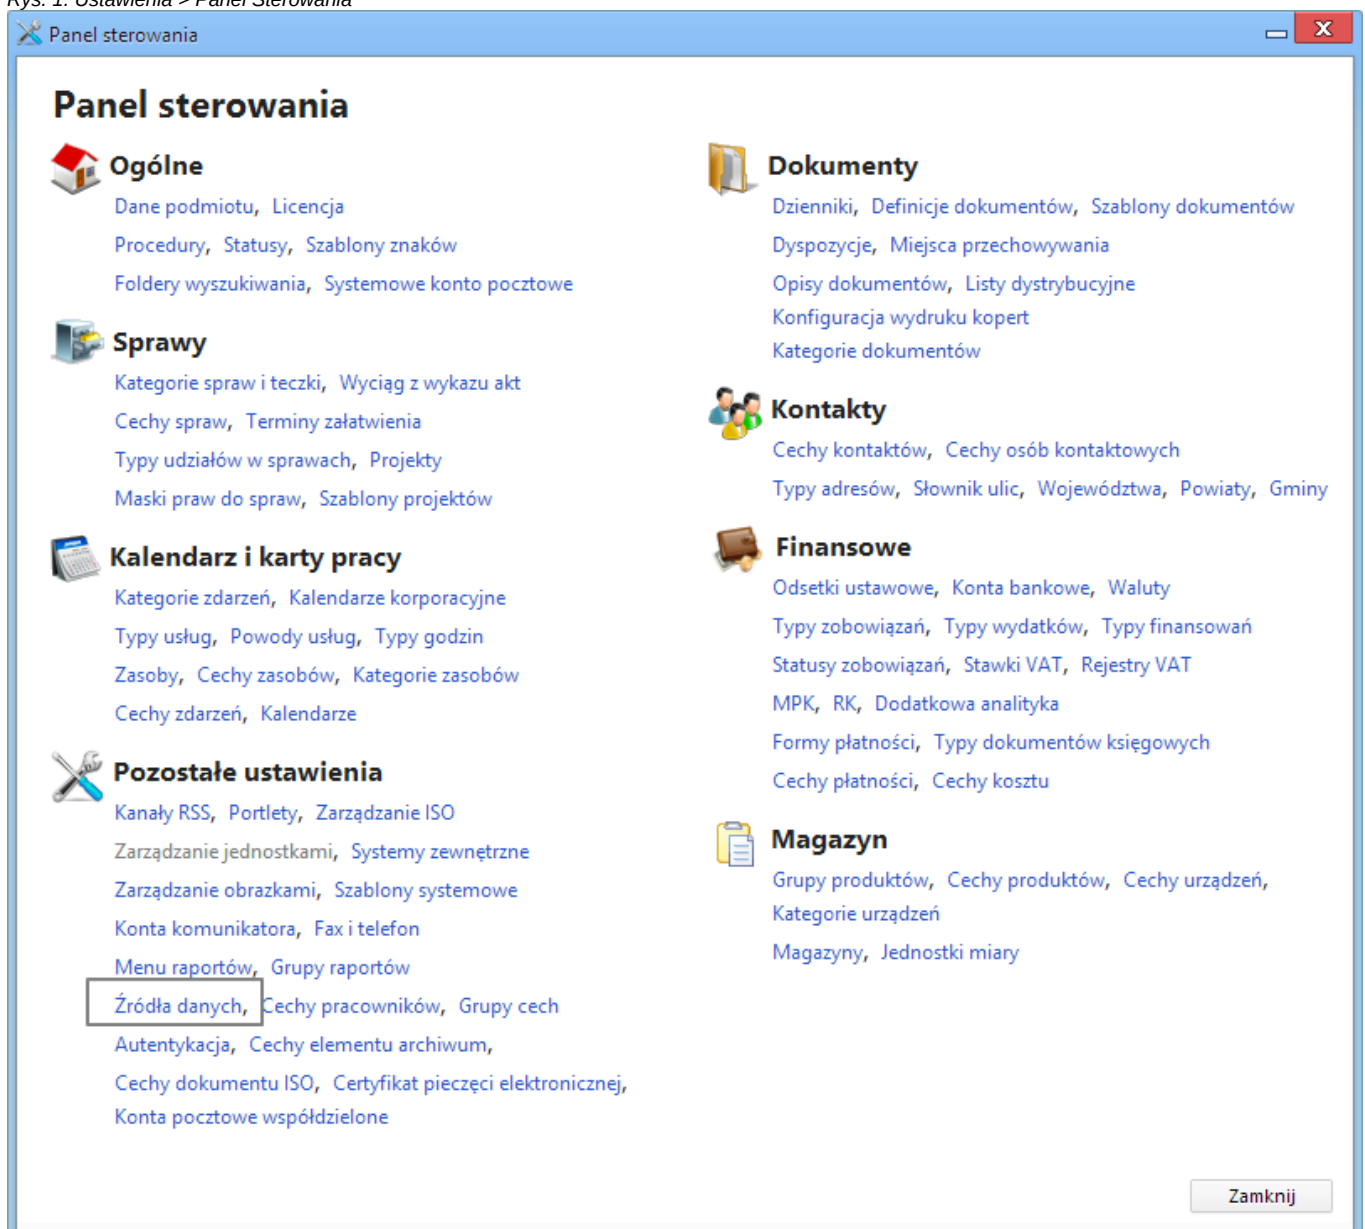 Rys. 1. Ustawienia > Panel Sterowania
Panel sterowania
X
Panel sterowania
Ogólne
Dane podmiotu, Licencja
Procedury, Statusy, Szablony znaków
Foldery wyszukiwania, Systemowe konto pocztowe
Sprawy
Kategorie spraw i teczki, Wyciąg z wykazu akt
Cechy spraw, Terminy załatwienia
Typy udziałów w sprawach, Projekty
Maski praw do spraw, Szablony projektów
Kalendarz i karty pracy
Kategorie zdarzeń, Kalendarze korporacyjne
Typy usług, Powody usług, Typy godzin
Zasoby, Cechy zasobów, Kategorie zasobów
Cechy zdarzeń, Kalendarze
Pozostałe ustawienia
Kanały RSS, Portlety, Zarządzanie ISO
Zarządzanie jednostkami, Systemy zewnętrzne
Zarządzanie obrazkami, Szablony systemowe
Konta komunikatora, Fax i telefon
Menu raportów, Grupy raportów
Źródła danych, Cechy pracowników, Grupy cech
Autentykacja, Cechy elementu archiwum,
Cechy dokumentu ISO, Certyfikat pieczęci elektronicznej,
Konta pocztowe współdzielone
Dokumenty
Dzienniki, Definicje dokumentów, Szablony dokumentów
Dyspozycje, Miejsca przechowywania
Opisy dokumentów, Listy dystrybucyjne
Konfiguracja wydruku kopert
Kategorie dokumentów
Kontakty
Cechy kontaktów, Cechy osób kontaktowych
Typy adresów, Słownik ulic, Województwa, Powiaty, Gminy
Finansowe
Odsetki ustawowe, Konta bankowe, Waluty
Typy zobowiązań, Typy wydatków, Typy finansowań
Statusy zobowiązań, Stawki VAT, Rejestry VAT
MPK, RK, Dodatkowa analityka
Formy płatności, Typy dokumentów księgowych
Cechy płatności, Cechy kosztu
Magazyn
Grupy produktów, Cechy produktów, Cechy urządzeń,
Kategorie urządzeń
Magazyny, Jednostki miary
Zamknij